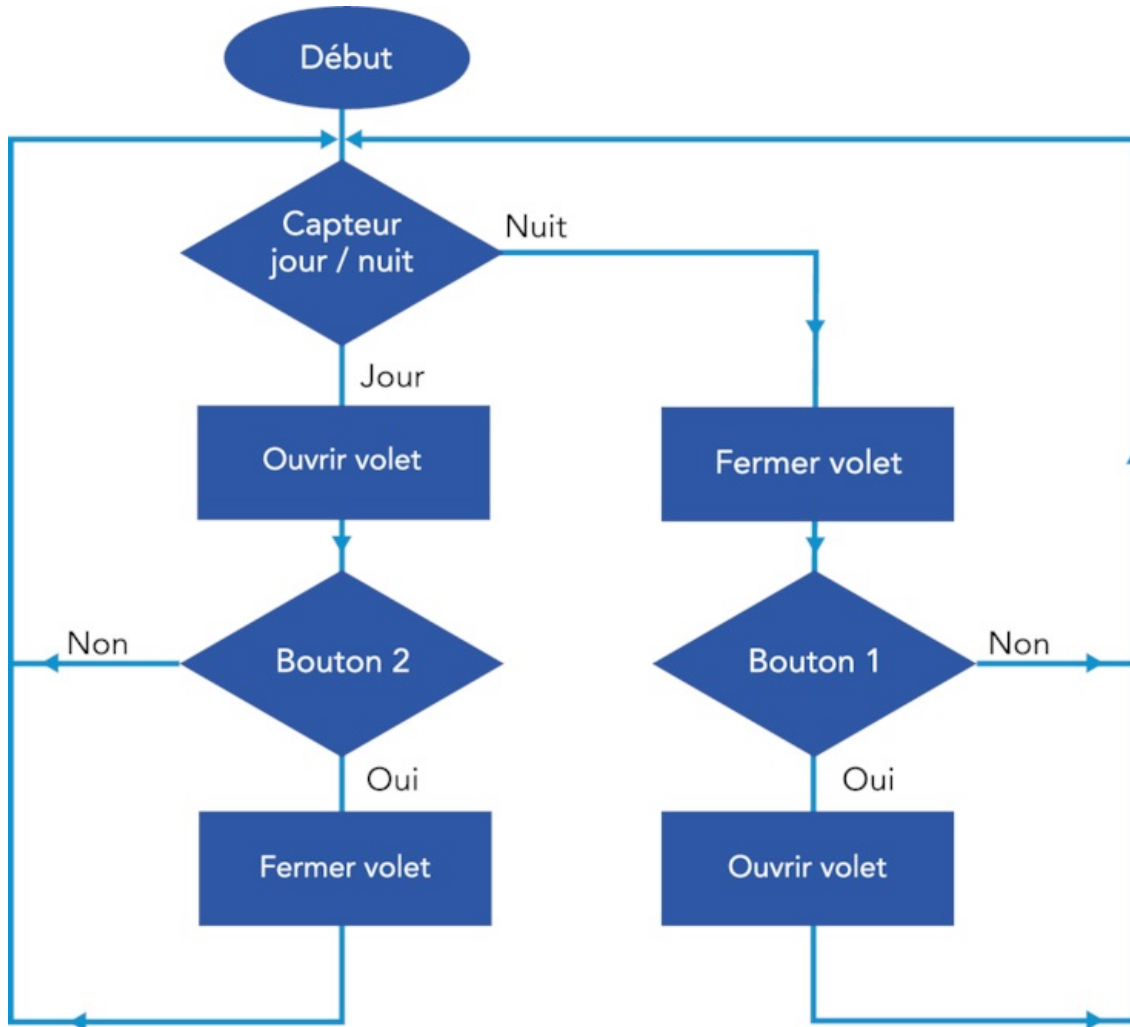 Début
Capteur
jour / nuit
Nuit
Jour
Ouvrir volet
Fermer volet
Non
Bouton 2
Bouton 1
Non
Oui
Oui
Fermer volet
Ouvrir volet